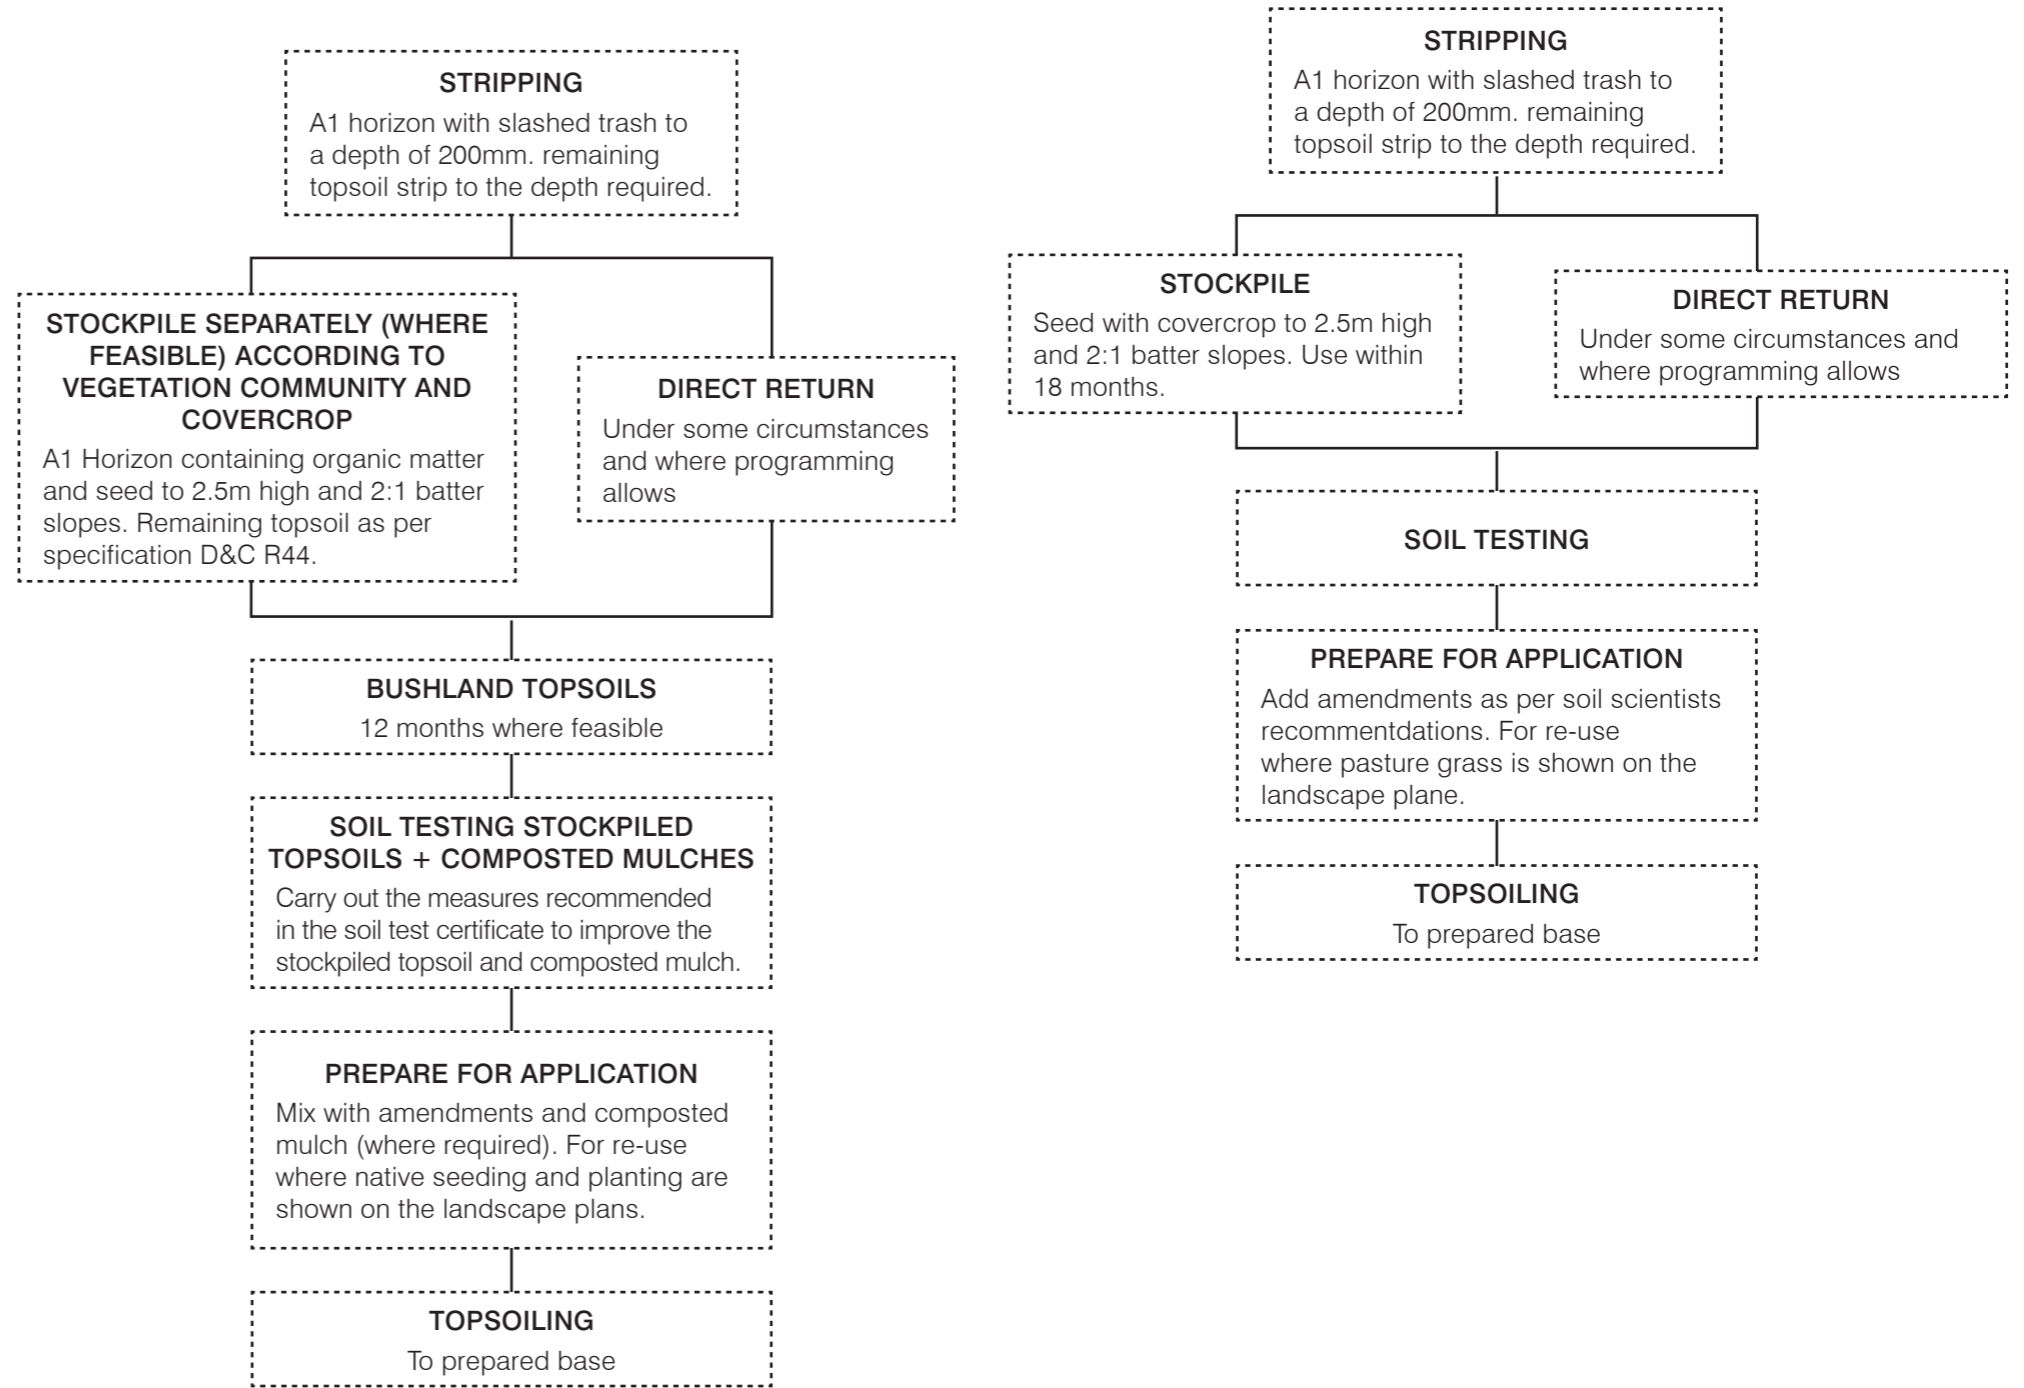 STRIPPING
A1 horizon with slashed trash to
a depth of 200mm. remaining
topsoil strip to the depth required.
STOCKPILE SEPARATELY (WHERE
FEASIBLE) ACCORDING TO
VEGETATION COMMUNITY AND
COVERCROP
A1 Horizon containing organic matter
and seed to 2.5m high and 2:1 batter
slopes. Remaining topsoil as per
specification D&C R44.
DIRECT RETURN
Under some circumstances
and where programming
allows
BUSHLAND TOPSOILS
12 months where feasible
SOIL TESTING STOCKPILED
TOPSOILS + COMPOSTED MULCHES
Carry out the measures recommended
in the soil test certificate to improve the
stockpiled topsoil and composted mulch.
PREPARE FOR APPLICATION
Mix with amendments and composted
mulch (where required). For re-use
where native seeding and planting are
shown on the landscape plans.
TOPSOILING
To prepared base
STRIPPING
A1 horizon with slashed trash to
a depth of 200mm. remaining
topsoil strip to the depth required.
STOCKPILE
Seed with covercrop to 2.5m high
and 2:1 batter slopes. Use within
18 months.
DIRECT RETURN
Under some circumstances and
where programming allows
SOIL TESTING
PREPARE FOR APPLICATION
Add amendments as per soil scientists
recommentdations. For re-use
where pasture grass is shown on the
landscape plane.
TOPSOILING
To prepared base